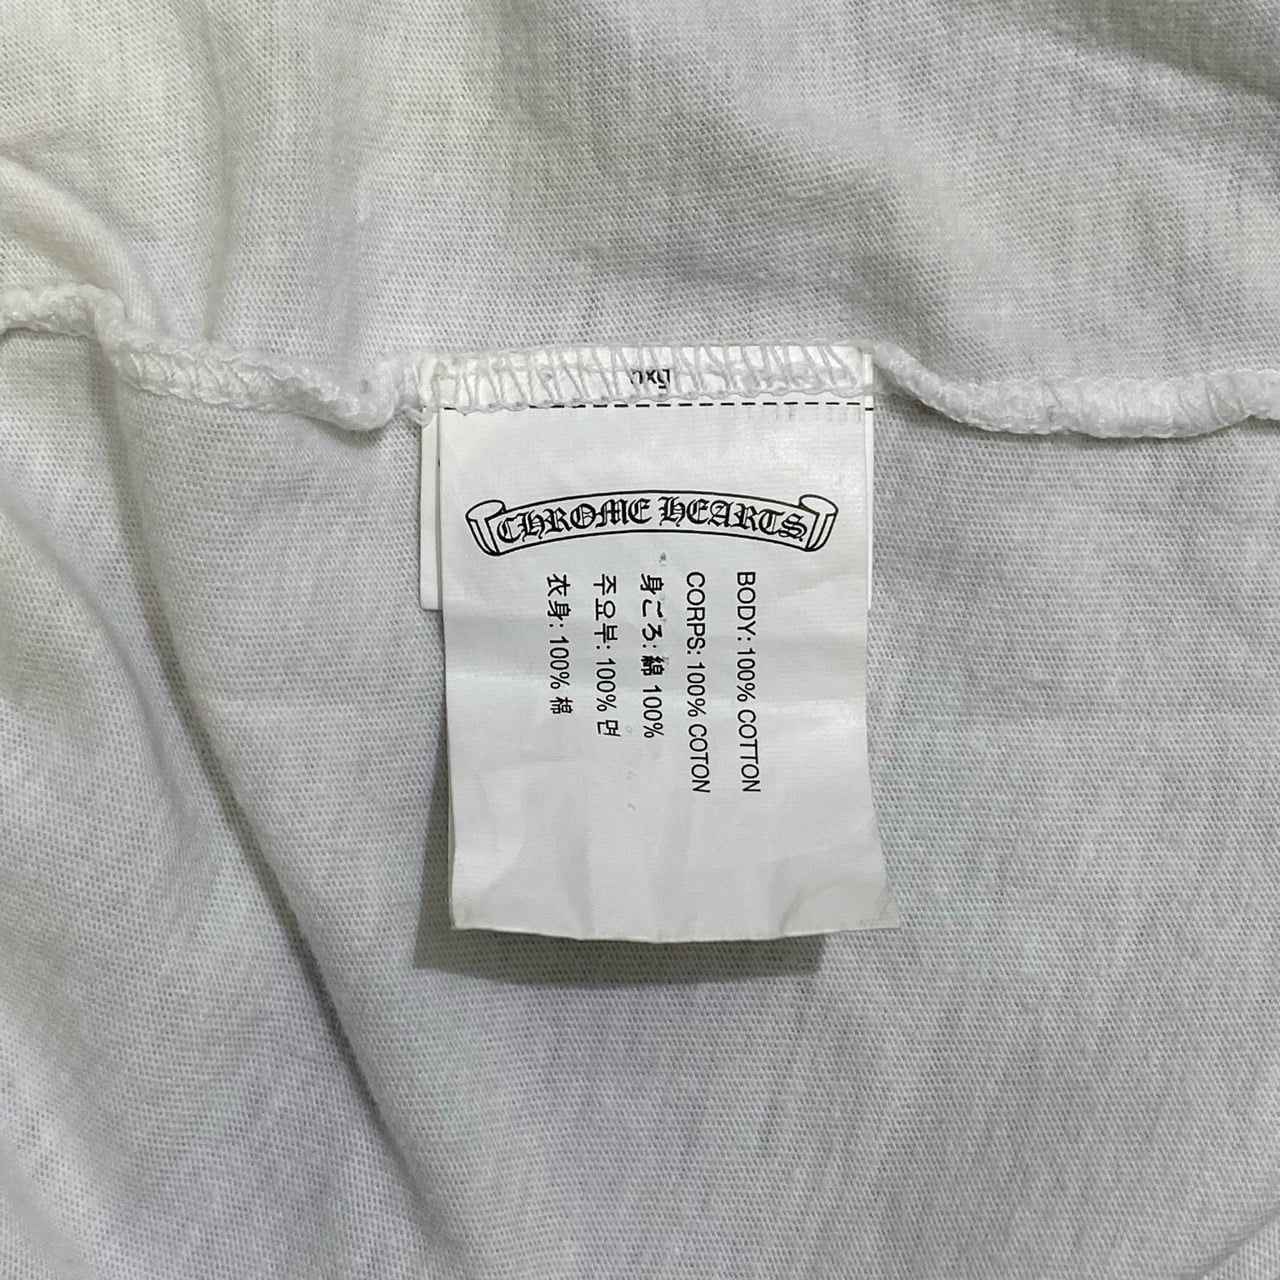 CHROME HEARTS
BODY: 100% COTTON
CORPS: 100% COTON
身ごろ: 綿 100%
주요부: 100% 면
衣身: 100% 棉